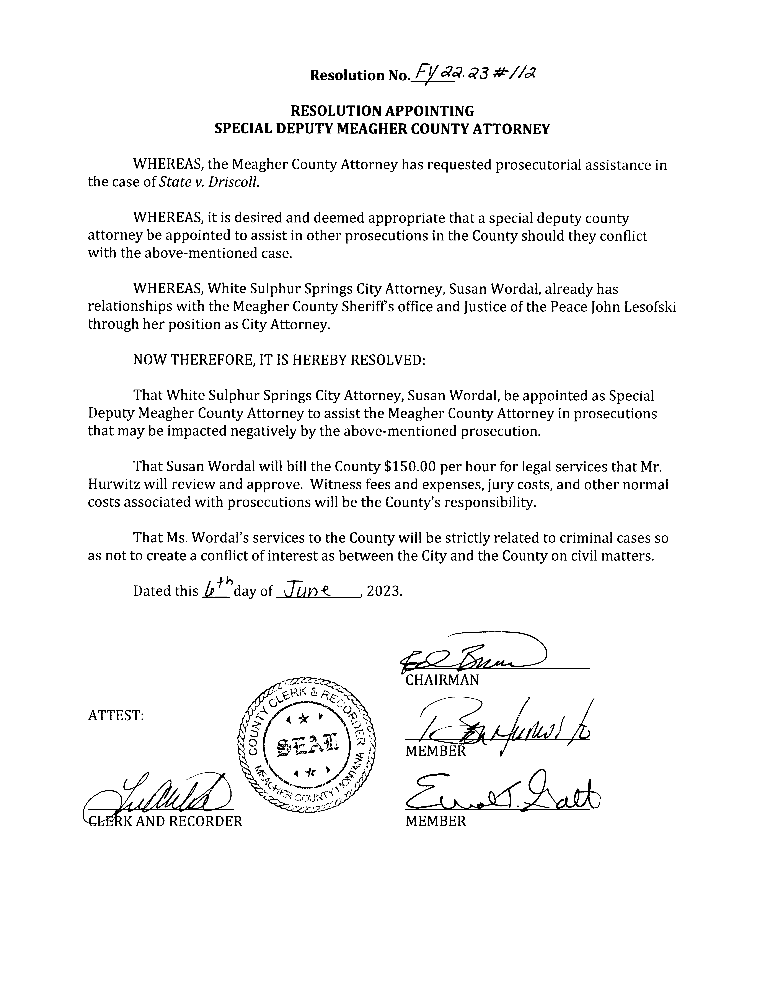 Resolution No. FY 22.23 #112
RESOLUTION APPOINTING
SPECIAL DEPUTY MEAGHER COUNTY ATTORNEY
WHEREAS, the Meagher County Attorney has requested prosecutorial assistance in
the case of State v. Driscoll.
WHEREAS, it is desired and deemed appropriate that a special deputy county
attorney be appointed to assist in other prosecutions in the County should they conflict
with the above-mentioned case.
WHEREAS, White Sulphur Springs City Attorney, Susan Wordal, already has
relationships with the Meagher County Sheriff's office and Justice of the Peace John Lesofski
through her position as City Attorney.
NOW THEREFORE, IT IS HEREBY RESOLVED:
That White Sulphur Springs City Attorney, Susan Wordal, be appointed as Special
Deputy Meagher County Attorney to assist the Meagher County Attorney in prosecutions
that may be impacted negatively by the above-mentioned prosecution.
That Susan Wordal will bill the County $150.00 per hour for legal services that Mr.
Hurwitz will review and approve. Witness fees and expenses, jury costs, and other normal
costs associated with prosecutions will be the County's responsibility.
That Ms. Wordal's services to the County will be strictly related to criminal cases so
as not to create a conflict of interest as between the City and the County on civil matters.
Dated this 6th day of June, 2023.
CHAIRMAN
ATTEST:
COUNTY CLERK & RECORDER
SEAL
MEAGHER COUNTY MONTANA
MEMBER
CLERK AND RECORDER
MEMBER